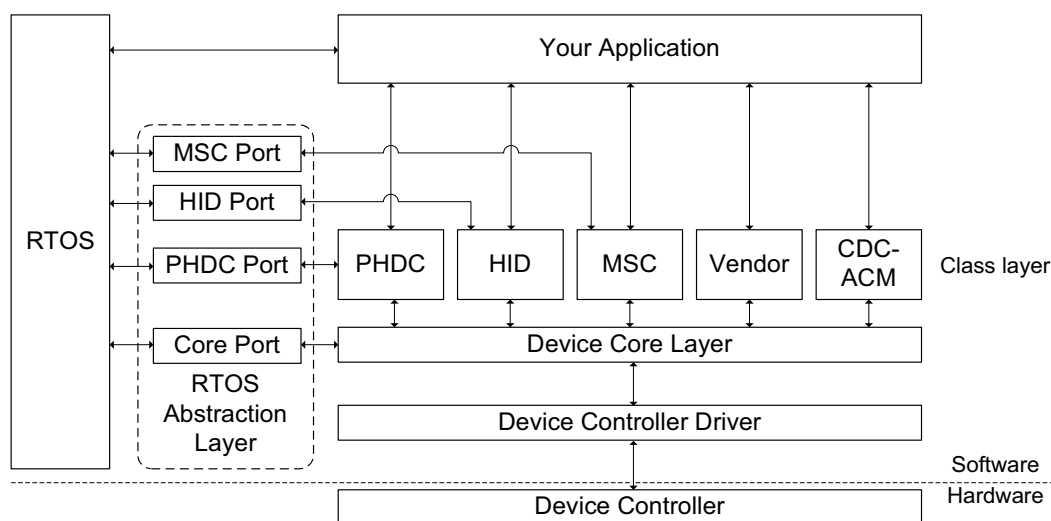 Your Application
MSC Port
HID Port
RTOS
PHDC Port
PHDC
HID
MSC
Vendor
CDC-
ACM
Class layer
Core Port
Device Core Layer
RTOS
Abstraction
Layer
Device Controller Driver
Software
Hardware
Device Controller